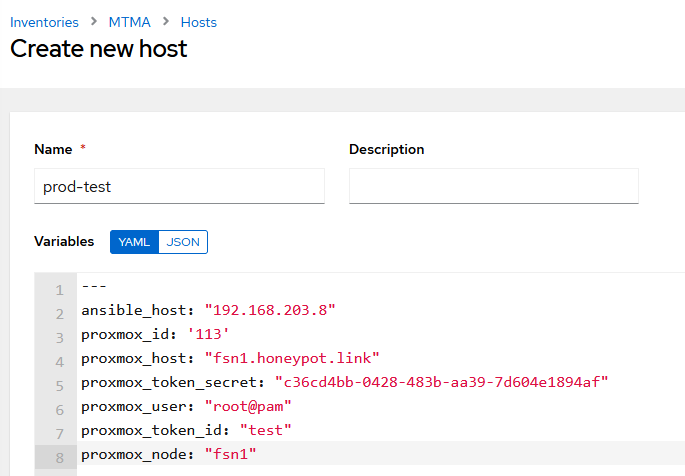 Inventories > MTMA > Hosts
Create new host
Name * Description
prod-test
Variables YAML JSON
1 ---
2 ansible_host: "192.168.203.8"
3 proxmox_id: '113'
4 proxmox_host: "fsn1.honeypot.link"
5 proxmox_token_secret: "c36cd4bb-0428-483b-aa39-7d604e1894af"
6 proxmox_user: "root@pam"
7 proxmox_token_id: "test"
8 proxmox_node: "fsn1"